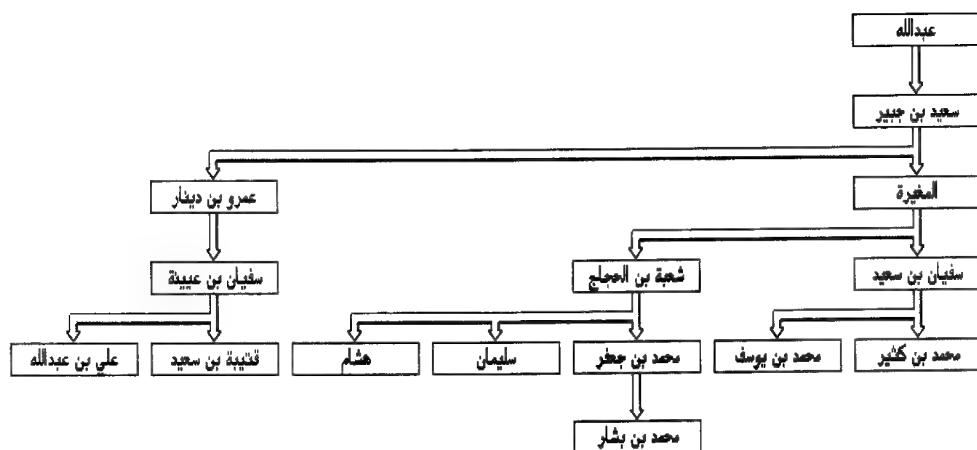 عبدالله
سعيد بن جبير
المغيرة
عمرو بن دينار
سفيان بن سعيد
شعبة بن الحجاج
سفيان بن عيينة
محمد بن كثير
محمد بن يوسف
محمد بن جعفر
سليمان
هشام
قتيبة بن سعيد
علي بن عبدالله
محمد بن بشار